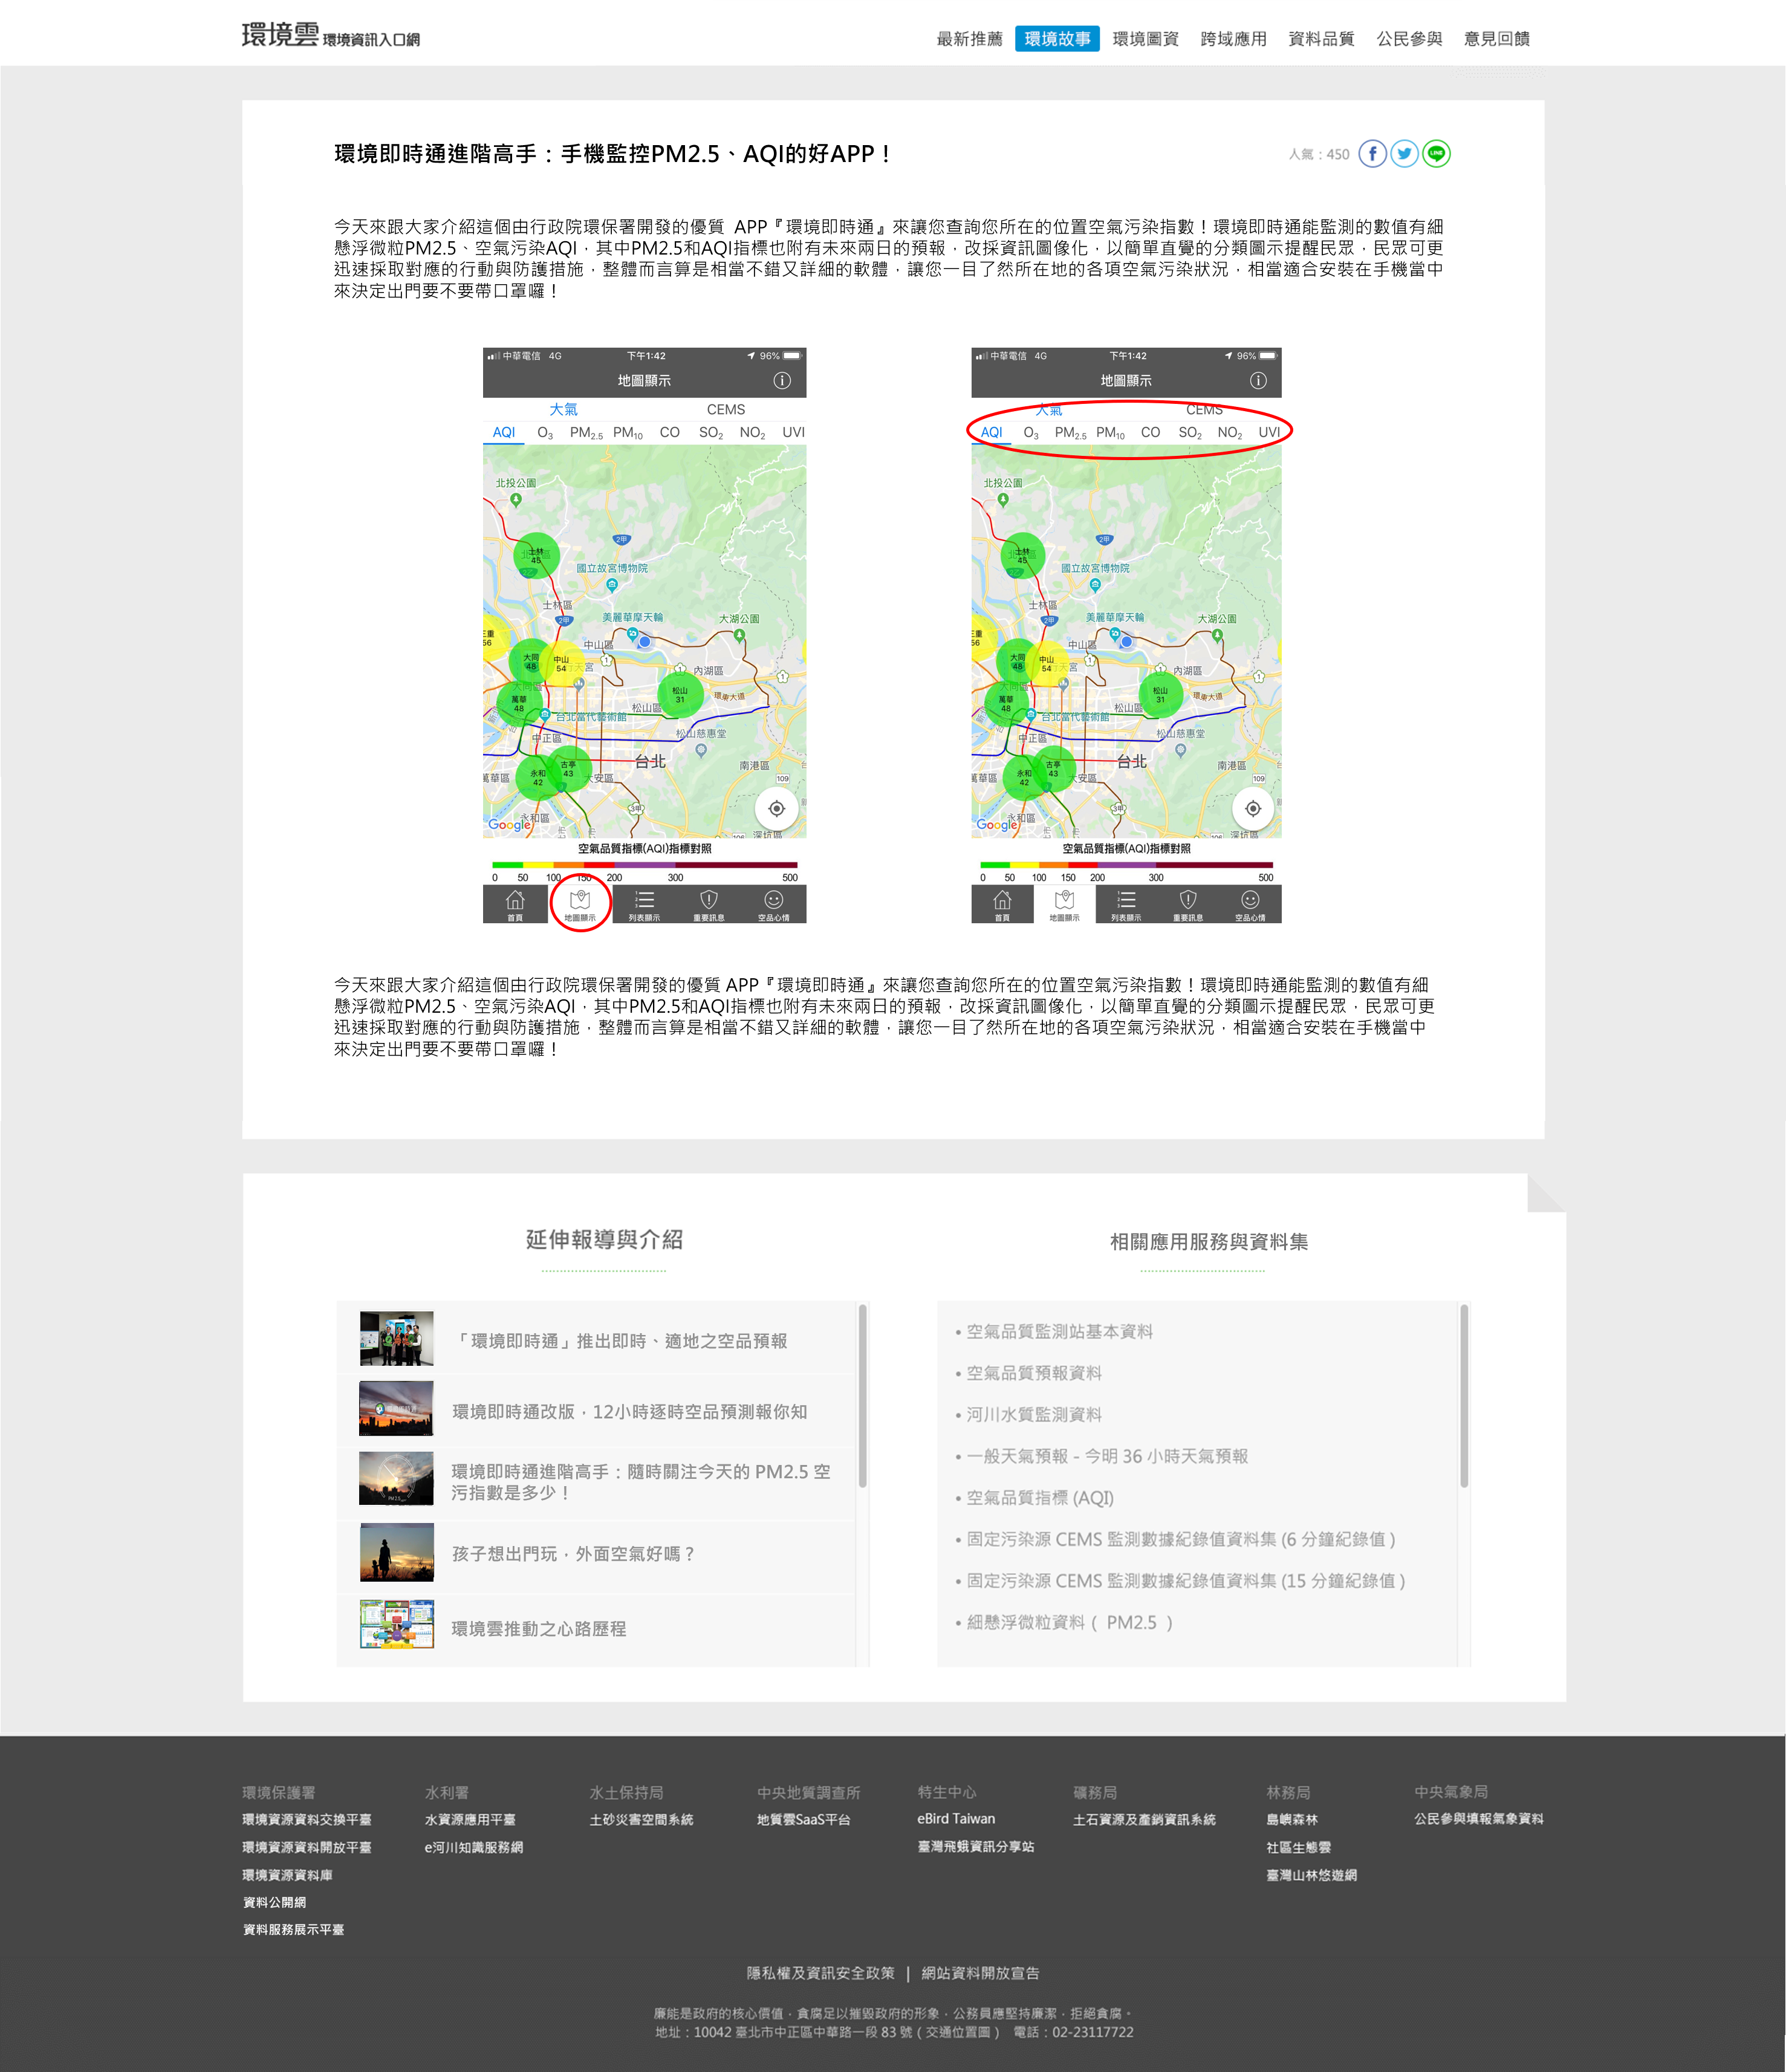 環境雲 環境資訊入口網
最新推薦 環境故事 環境圖資 跨域應用 資料品質 公民參與 意見回饋
環境即時通進階高手：手機監控PM2.5、AQI的好APP！
人氣：450
LINE
今天來跟大家介紹這個由行政院環保署開發的優質 APP『環境即時通』來讓您查詢您所在的位置空氣污染指數！環境即時通能監測的數值有細
懸浮微粒PM2.5、空氣污染AQI，其中PM2.5和AQI指標也附有未來兩日的預報，改採資訊圖像化，以簡單直覺的分類圖示提醒民眾，民眾可更
迅速採取對應的行動與防護措施，整體而言算是相當不錯又詳細的軟體，讓您一目了然所在地的各項空氣污染狀況，相當適合安裝在手機當中
來決定出門要不要帶口罩囉！
中華電信 4G 下午1:42 96%
地圖顯示
大氣 CEMS
AQI O3 PM2.5 PM10 CO SO2 NO2 UVI
北投公園
2甲
士林
45
國立故宮博物院
士林區
2甲
美麗華摩天輪
大湖公園
三重
56
中山區
大同
48
中山
54
內湖區
大同區
松山
31
萬華
48
環東大道
松山區
台北當代藝術館
中正區
松山慈惠堂
台北
南港區
古亭
43
永和
42
大安區
萬華區
109
3甲
永和區
Google
106
深坑區
空氣品質指標(AQI)指標對照
0 50 100 150 200 300 500
首頁 地圖顯示 列表顯示 重要訊息 空品心情
中華電信 4G 下午1:42 96%
地圖顯示
大氣 CEMS
AQI O3 PM2.5 PM10 CO SO2 NO2 UVI
北投公園
2甲
士林
45
國立故宮博物院
士林區
2甲
美麗華摩天輪
大湖公園
三重
56
中山區
大同
48
中山
54
內湖區
大同區
松山
31
萬華
48
環東大道
松山區
台北當代藝術館
中正區
松山慈惠堂
台北
南港區
古亭
43
永和
42
大安區
萬華區
109
3甲
永和區
Google
106
深坑區
空氣品質指標(AQI)指標對照
0 50 100 150 200 300 500
首頁 地圖顯示 列表顯示 重要訊息 空品心情
今天來跟大家介紹這個由行政院環保署開發的優質 APP『環境即時通』來讓您查詢您所在的位置空氣污染指數！環境即時通能監測的數值有細
懸浮微粒PM2.5、空氣污染AQI，其中PM2.5和AQI指標也附有未來兩日的預報，改採資訊圖像化，以簡單直覺的分類圖示提醒民眾，民眾可更
迅速採取對應的行動與防護措施，整體而言算是相當不錯又詳細的軟體，讓您一目了然所在地的各項空氣污染狀況，相當適合安裝在手機當中
來決定出門要不要帶口罩囉！
延伸報導與介紹
「環境即時通」推出即時、適地之空品預報
環境即時通改版，12小時逐時空品預測報你知
環境即時通進階高手：隨時關注今天的 PM2.5 空
污指數是多少！
孩子想出門玩，外面空氣好嗎？
環境雲推動之心路歷程
相關應用服務與資料集
• 空氣品質監測站基本資料
• 空氣品質預報資料
• 河川水質監測資料
• 一般天氣預報 - 今明 36 小時天氣預報
• 空氣品質指標 (AQI)
• 固定污染源 CEMS 監測數據紀錄值資料集 (6 分鐘紀錄值 )
• 固定污染源 CEMS 監測數據紀錄值資料集 (15 分鐘紀錄值 )
• 細懸浮微粒資料（ PM2.5 ）
環境保護署
環境資源資料交換平臺
環境資源資料開放平臺
環境資源資料庫
資料公開網
資料服務展示平臺
水利署
水資源應用平臺
e河川知識服務網
水土保持局
土砂災害空間系統
中央地質調查所
地質雲SaaS平台
特生中心
eBird Taiwan
臺灣飛蛾資訊分享站
礦務局
土石資源及產銷資訊系統
林務局
島嶼森林
社區生態雲
臺灣山林悠遊網
中央氣象局
公民參與填報氣象資料
隱私權及資訊安全政策 | 網站資料開放宣告
廉能是政府的核心價值，貪腐足以摧毀政府的形象，公務員應堅持廉潔，拒絕貪腐。
地址：10042 臺北市中正區中華路一段 83 號（交通位置圖） 電話：02-23117722